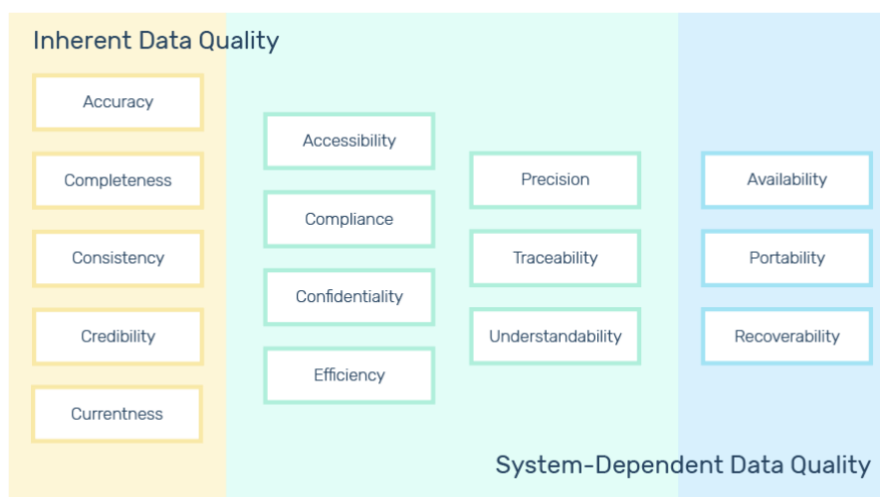 Inherent Data Quality
Accuracy
Completeness
Consistency
Credibility
Currentness
Accessibility
Compliance
Confidentiality
Efficiency
Precision
Traceability
Understandability
Availability
Portability
Recoverability
System-Dependent Data Quality